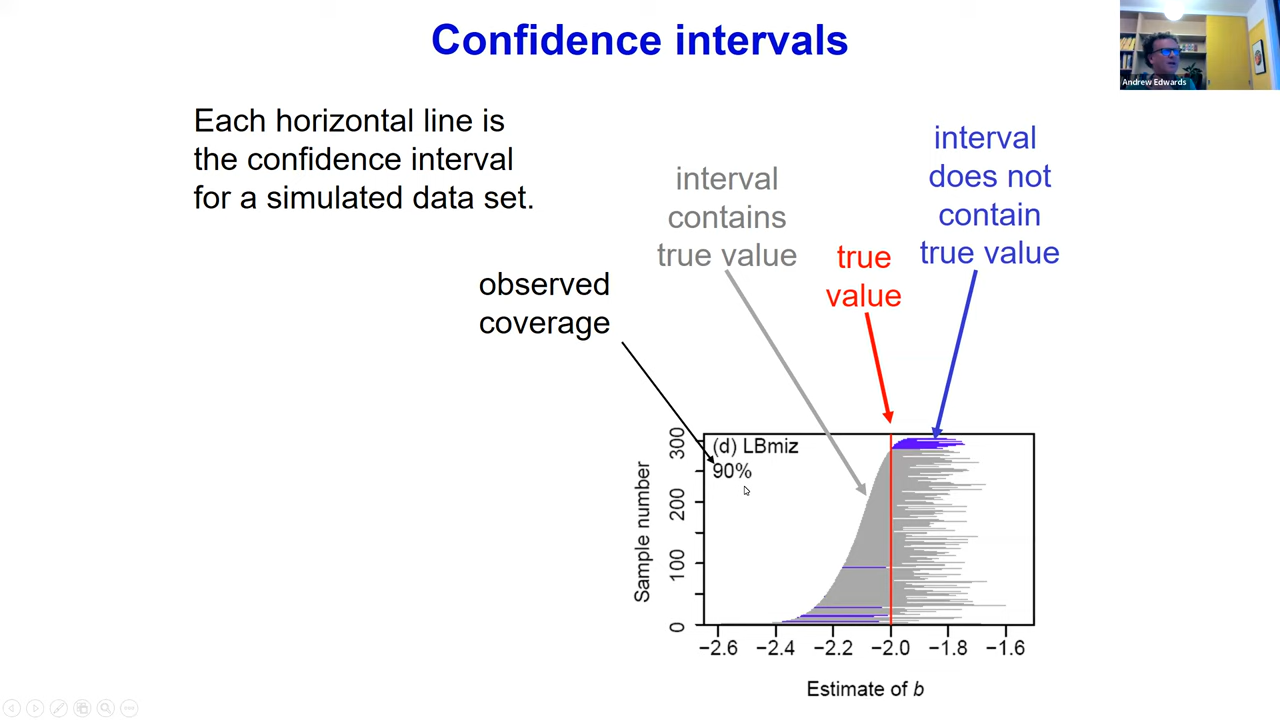 Confidence intervals
Andrew Edwards
Each horizontal line is
the confidence interval
for a simulated data set.
interval
contains
true value
true
value
interval
does not
contain
true value
observed
coverage
(d) LBmiz
90%
Sample number
300
200
100
0
−2.6 −2.4 −2.2 −2.0 −1.8 −1.6
Estimate of b